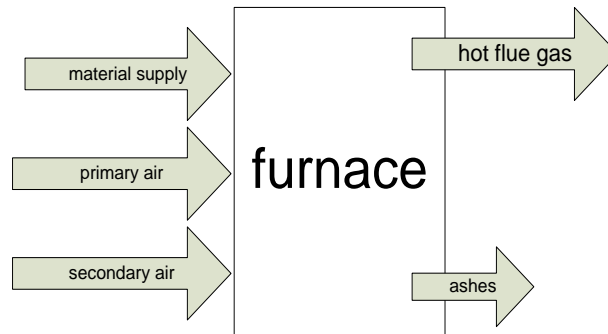 material supply
primary air
secondary air
furnace
hot flue gas
ashes